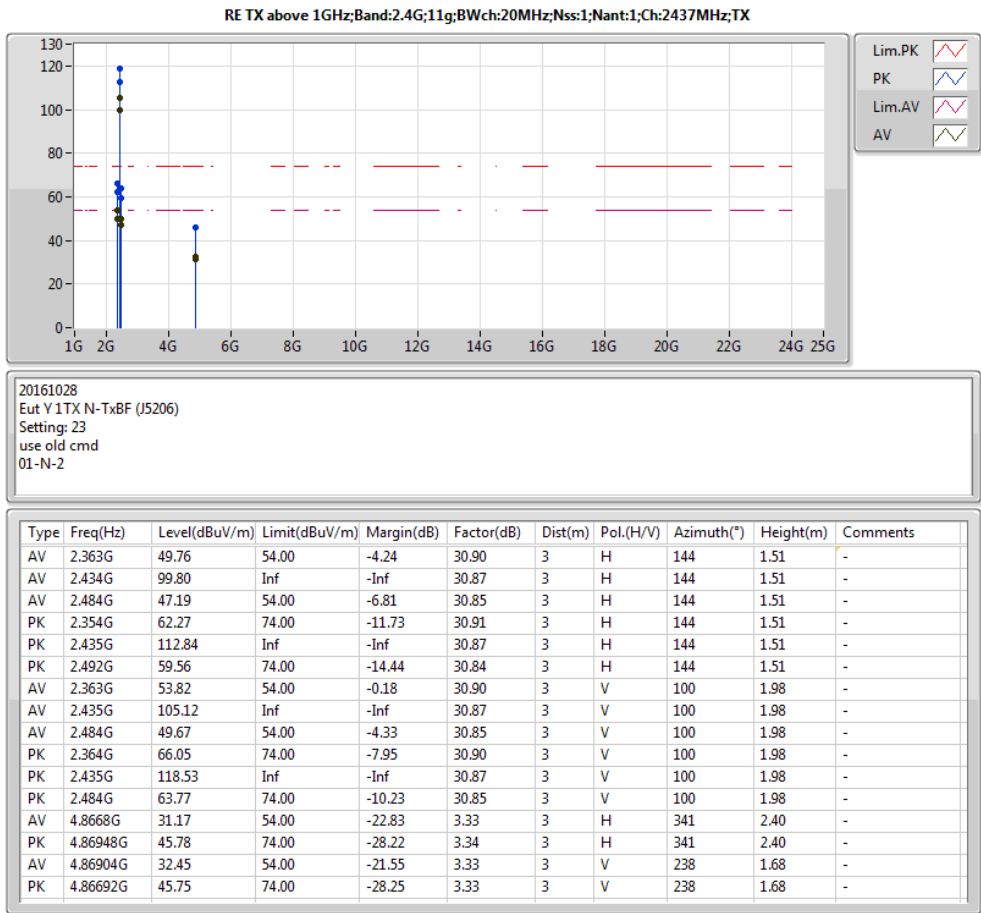 RE TX above 1GHz;Band:2.4G;11g;BWch:20MHz;Nss:1;Nant:1;Ch:2437MHz;TX
130
120
100
80
60
40
20
0
1G 2G 4G 6G 8G 10G 12G 14G 16G 18G 20G 22G 24G 25G
Lim.PK
PK
Lim.AV
AV
20161028
Eut Y 1TX N-TxBF (J5206)
Setting: 23
use old cmd
01-N-2
Type Freq(Hz) Level(dBuV/m) Limit(dBuV/m) Margin(dB) Factor(dB) Dist(m) Pol.(H/V) Azimuth(°) Height(m) Comments
AV 2.363G 49.76 54.00 -4.24 30.90 3 H 144 1.51 -
AV 2.434G 99.80 Inf -Inf 30.87 3 H 144 1.51 -
AV 2.484G 47.19 54.00 -6.81 30.85 3 H 144 1.51 -
PK 2.354G 62.27 74.00 -11.73 30.91 3 H 144 1.51 -
PK 2.435G 112.84 Inf -Inf 30.87 3 H 144 1.51 -
PK 2.492G 59.56 74.00 -14.44 30.84 3 H 144 1.51 -
AV 2.363G 53.82 54.00 -0.18 30.90 3 V 100 1.98 -
AV 2.435G 105.12 Inf -Inf 30.87 3 V 100 1.98 -
AV 2.484G 49.67 54.00 -4.33 30.85 3 V 100 1.98 -
PK 2.364G 66.05 74.00 -7.95 30.90 3 V 100 1.98 -
PK 2.435G 118.53 Inf -Inf 30.87 3 V 100 1.98 -
PK 2.484G 63.77 74.00 -10.23 30.85 3 V 100 1.98 -
AV 4.8668G 31.17 54.00 -22.83 3.33 3 H 341 2.40 -
PK 4.86948G 45.78 74.00 -28.22 3.34 3 H 341 2.40 -
AV 4.86904G 32.45 54.00 -21.55 3.33 3 V 238 1.68 -
PK 4.86692G 45.75 74.00 -28.25 3.33 3 V 238 1.68 -